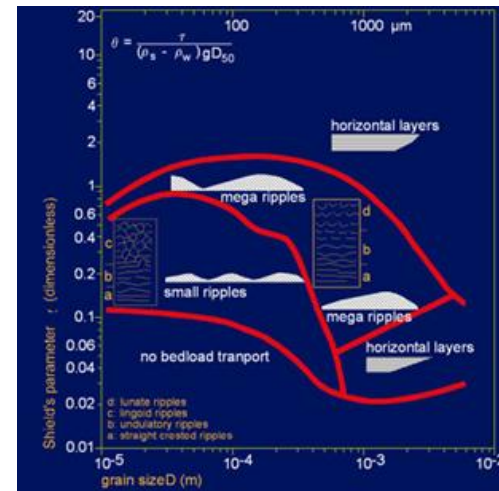 20
10
6
4
2
1
0.6
0.4
0.2
0.1
0.06
0.04
0.02
0.01
100
1000 µm
θ = τ / (ρs - ρw) gD50
horizontal layers
mega ripples
d
c
b
a
c
b
a
small ripples
mega ripples
no bedload tranport
horizontal layers
d: lunate ripples
c: lingoid ripples
b: undulatory ripples
a: straight crested ripples
10-5
10-4
10-3
10-2
grain sizeD (m)
Shield's parameter (dimensionless)